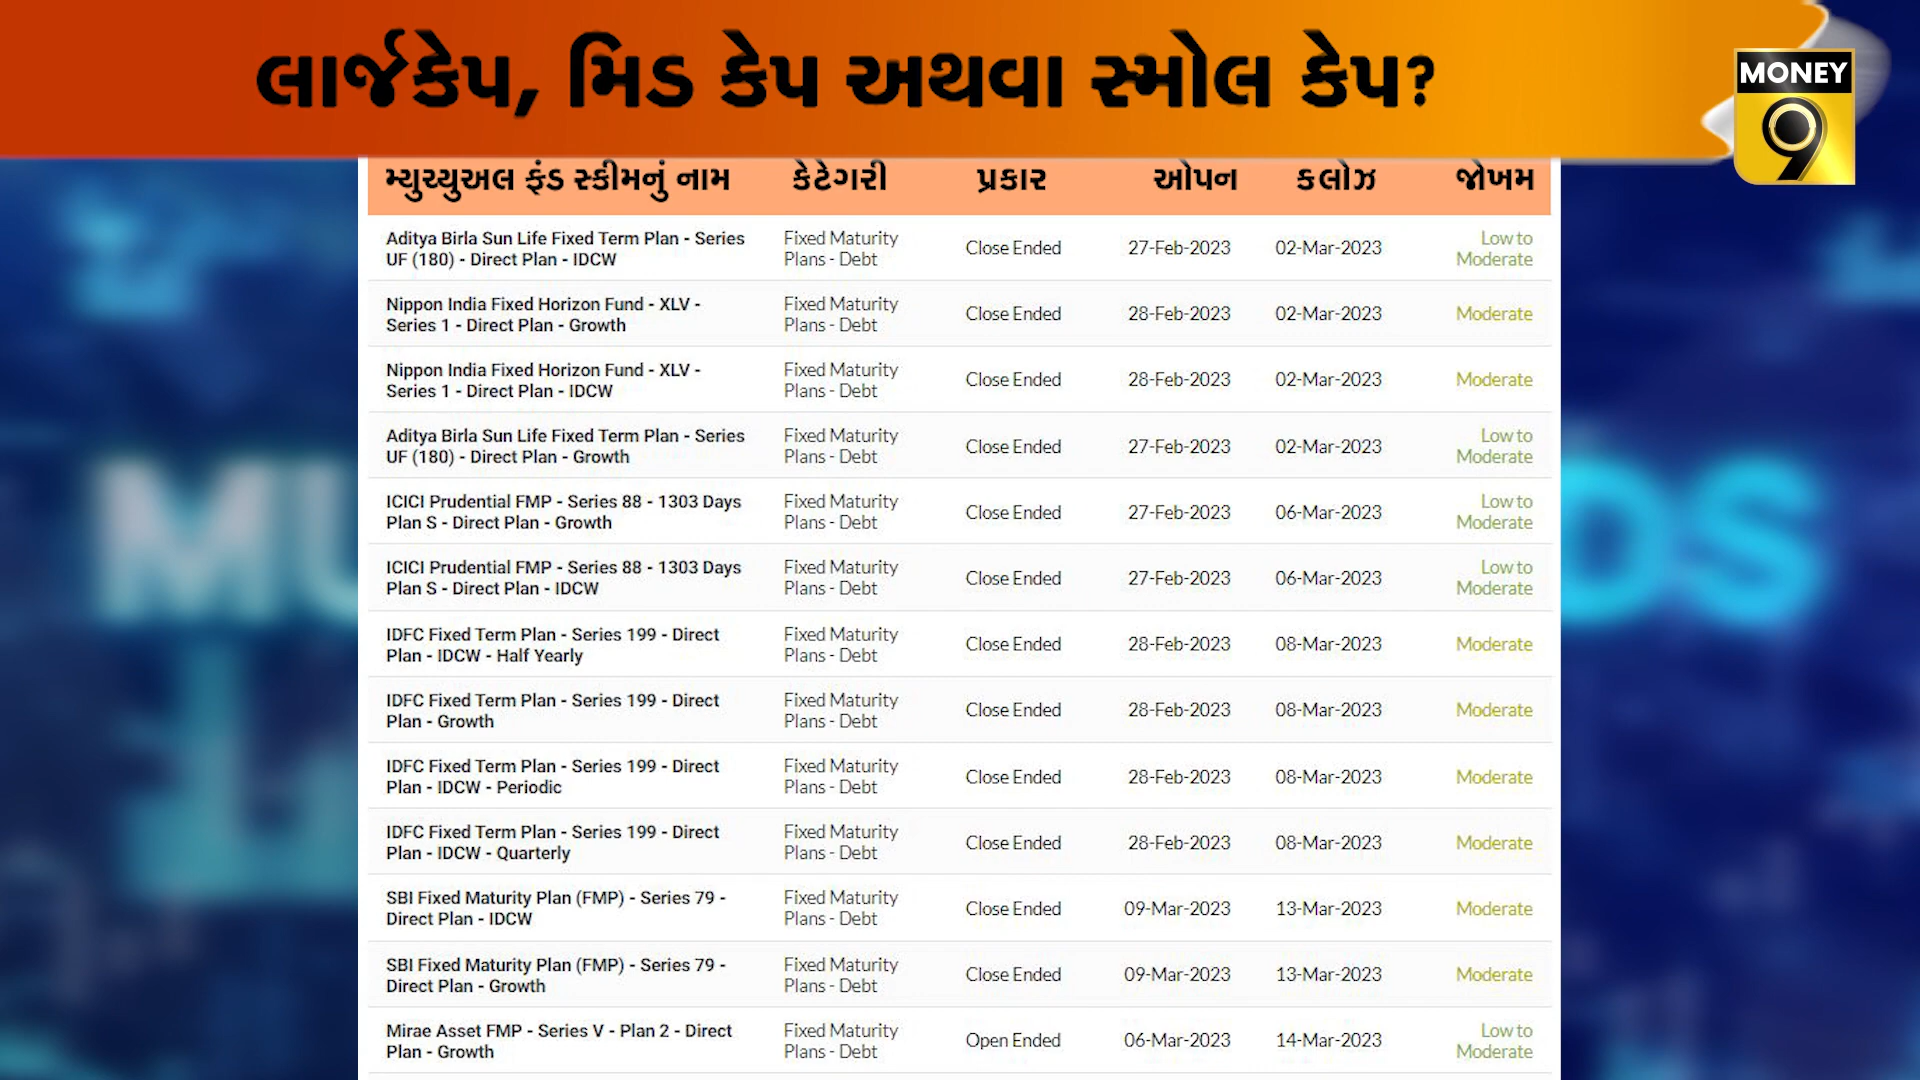 લાર્જકેપ, મિડ કેપ અથવા સ્મોલ કેપ?
MONEY
9
મ્યુચ્યુઅલ ફંડ સ્કીમનું નામ કેટેગરી પ્રકાર ઓપન કલોઝ જોખમ
Aditya Birla Sun Life Fixed Term Plan - Series Fixed Maturity Close Ended 27-Feb-2023 02-Mar-2023 Low to
UF (180) - Direct Plan - IDCW Plans - Debt Moderate
Nippon India Fixed Horizon Fund - XLV - Fixed Maturity Close Ended 28-Feb-2023 02-Mar-2023 Moderate
Series 1 - Direct Plan - Growth Plans - Debt
Nippon India Fixed Horizon Fund - XLV - Fixed Maturity Close Ended 28-Feb-2023 02-Mar-2023 Moderate
Series 1 - Direct Plan - IDCW Plans - Debt
Aditya Birla Sun Life Fixed Term Plan - Series Fixed Maturity Close Ended 27-Feb-2023 02-Mar-2023 Low to
UF (180) - Direct Plan - Growth Plans - Debt Moderate
ICICI Prudential FMP - Series 88 - 1303 Days Fixed Maturity Close Ended 27-Feb-2023 06-Mar-2023 Low to
Plan S - Direct Plan - Growth Plans - Debt Moderate
ICICI Prudential FMP - Series 88 - 1303 Days Fixed Maturity Close Ended 27-Feb-2023 06-Mar-2023 Low to
Plan S - Direct Plan - IDCW Plans - Debt Moderate
IDFC Fixed Term Plan - Series 199 - Direct Fixed Maturity Close Ended 28-Feb-2023 08-Mar-2023 Moderate
Plan - IDCW - Half Yearly Plans - Debt
IDFC Fixed Term Plan - Series 199 - Direct Fixed Maturity Close Ended 28-Feb-2023 08-Mar-2023 Moderate
Plan - Growth Plans - Debt
IDFC Fixed Term Plan - Series 199 - Direct Fixed Maturity Close Ended 28-Feb-2023 08-Mar-2023 Moderate
Plan - IDCW - Periodic Plans - Debt
IDFC Fixed Term Plan - Series 199 - Direct Fixed Maturity Close Ended 28-Feb-2023 08-Mar-2023 Moderate
Plan - IDCW - Quarterly Plans - Debt
SBI Fixed Maturity Plan (FMP) - Series 79 - Fixed Maturity Close Ended 09-Mar-2023 13-Mar-2023 Moderate
Direct Plan - IDCW Plans - Debt
SBI Fixed Maturity Plan (FMP) - Series 79 - Fixed Maturity Close Ended 09-Mar-2023 13-Mar-2023 Moderate
Direct Plan - Growth Plans - Debt
Mirae Asset FMP - Series V - Plan 2 - Direct Fixed Maturity Open Ended 06-Mar-2023 14-Mar-2023 Low to
Plan - Growth Plans - Debt Moderate